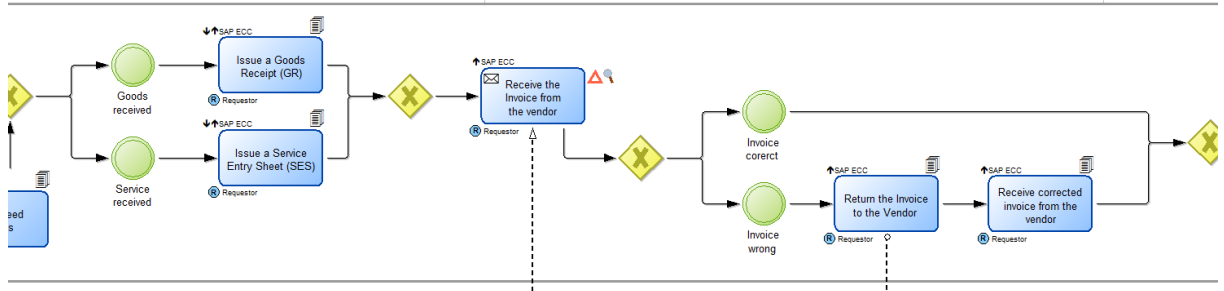 SAP ECC
Issue a Goods
Receipt (GR)
R Requestor
Goods
received
SAP ECC
Issue a Service
Entry Sheet (SES)
R Requestor
Service
received
eed
s
SAP ECC
Receive the
Invoice from
the vendor
R Requestor
Invoice
corerct
Invoice
wrong
SAP ECC
Return the Invoice
to the Vendor
R Requestor
SAP ECC
Receive corrected
invoice from the
vendor
R Requestor